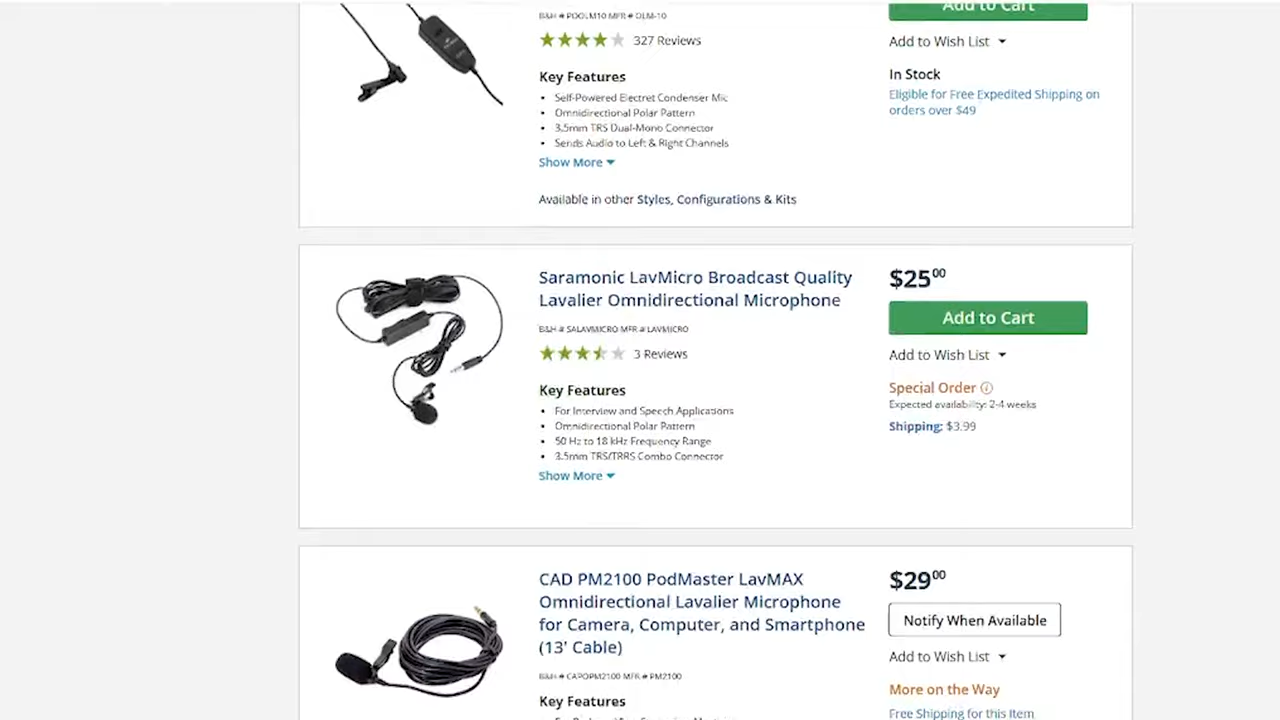 B&H # POOLM10 MFR # OLM-10
Add to Cart
327 Reviews
Add to Wish List
Key Features
In Stock
Self-Powered Electret Condenser Mic
Eligible for Free Expedited Shipping on
orders over $49
Omnidirectional Polar Pattern
3.5mm TRS Dual-Mono Connector
Sends Audio to Left & Right Channels
Show More
Available in other Styles, Configurations & Kits
Saramonic LavMicro Broadcast Quality
Lavalier Omnidirectional Microphone
$25.00
Add to Cart
B&H # SALAVMICRO MFR # LAVMICRO
3 Reviews
Add to Wish List
Key Features
Special Order
Expected availability: 2-4 weeks
For Interview and Speech Applications
Omnidirectional Polar Pattern
Shipping: $3.99
50 Hz to 18 kHz Frequency Range
3.5mm TRS/TRRS Combo Connector
Show More
CAD PM2100 PodMaster LavMAX
Omnidirectional Lavalier Microphone
for Camera, Computer, and Smartphone
(13' Cable)
$29.00
Notify When Available
Add to Wish List
B&H # CAPOPM2100 MFR # PM2100
More on the Way
Key Features
Free Shipping for this Item